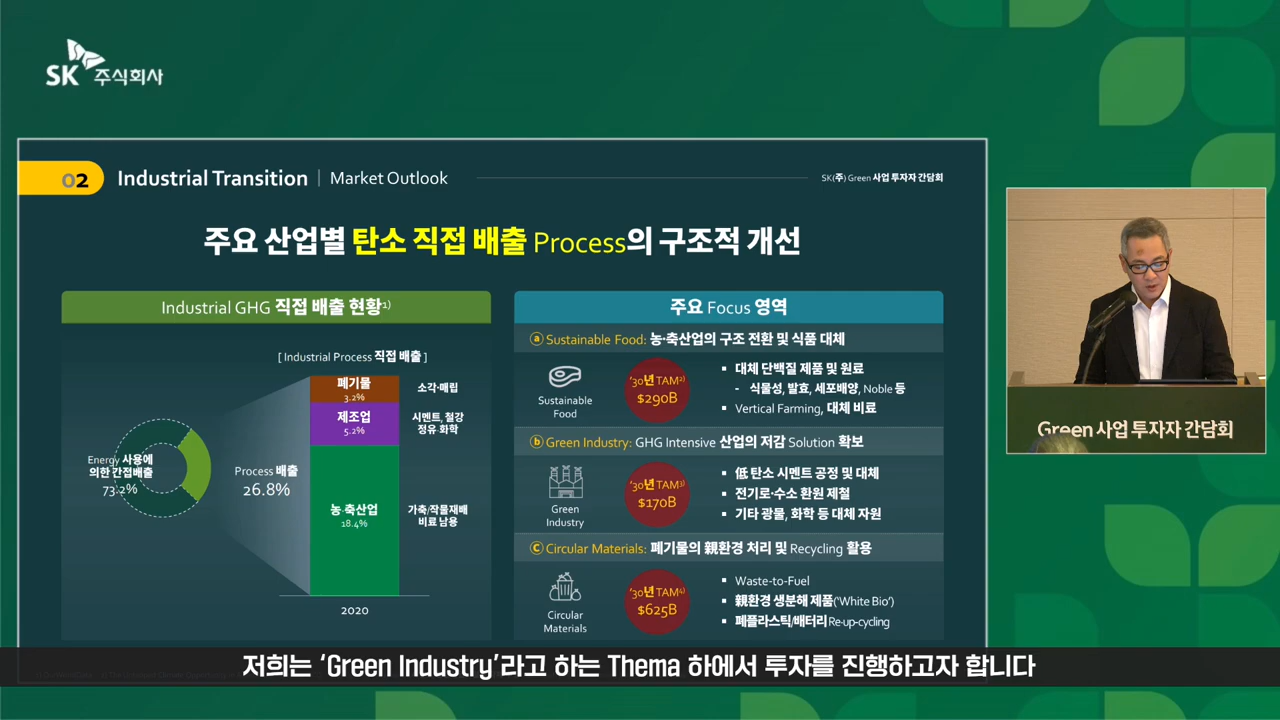 SK 주식회사
02 Industrial Transition | Market Outlook
SK(주) Green 사업 투자자 간담회
주요 산업별 탄소 직접 배출 Process의 구조적 개선
Industrial GHG 직접 배출 현황1)
[ Industrial Process 직접 배출 ]
폐기물
3.2%
소각·매립
제조업
5.2%
시멘트, 철강
정유 화학
Energy 사용에
의한 간접배출
73.2%
Process 배출
26.8%
농·축산업
18.4%
가축/작물재배
비료 남용
2020
주요 Focus 영역
ⓐ Sustainable Food: 농·축산업의 구조 전환 및 식품 대체
Sustainable
Food
'30년 TAM2)
$290B
▪ 대체 단백질 제품 및 원료
- 식물성, 발효, 세포배양, Noble 등
▪ Vertical Farming, 대체 비료
ⓑ Green Industry: GHG Intensive 산업의 저감 Solution 확보
Green
Industry
'30년 TAM3)
$170B
▪ 低 탄소 시멘트 공정 및 대체
▪ 전기로·수소 환원 제철
▪ 기타 광물, 화학 등 대체 자원
ⓒ Circular Materials: 폐기물의 親환경 처리 및 Recycling 활용
Circular
Materials
'30년 TAM4)
$625B
▪ Waste-to-Fuel
▪ 親환경 생분해 제품('White Bio')
▪ 폐플라스틱/배터리 Re-up-cycling
Green 사업 투자자 간담회
저희는 ‘Green Industry’라고 하는 Thema 하에서 투자를 진행하고자 합니다